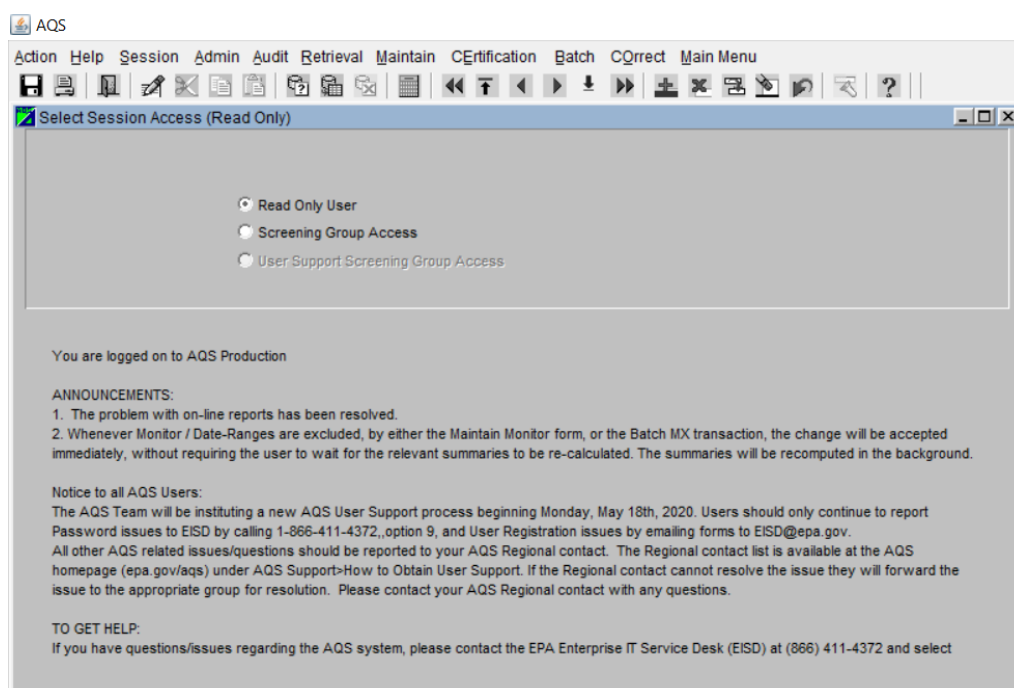 AQS
Action Help Session Admin Audit Retrieval Maintain CErtification Batch COrrect Main Menu
Select Session Access (Read Only)
Read Only User
Screening Group Access
User Support Screening Group Access
You are logged on to AQS Production
ANNOUNCEMENTS:
1. The problem with on-line reports has been resolved.
2. Whenever Monitor / Date-Ranges are excluded, by either the Maintain Monitor form, or the Batch MX transaction, the change will be accepted
immediately, without requiring the user to wait for the relevant summaries to be re-calculated. The summaries will be recomputed in the background.
Notice to all AQS Users:
The AQS Team will be instituting a new AQS User Support process beginning Monday, May 18th, 2020. Users should only continue to report
Password issues to EISD by calling 1-866-411-4372,,option 9, and User Registration issues by emailing forms to EISD@epa.gov.
All other AQS related issues/questions should be reported to your AQS Regional contact. The Regional contact list is available at the AQS
homepage (epa.gov/aqs) under AQS Support>How to Obtain User Support. If the Regional contact cannot resolve the issue they will forward the
issue to the appropriate group for resolution. Please contact your AQS Regional contact with any questions.
TO GET HELP:
If you have questions/issues regarding the AQS system, please contact the EPA Enterprise IT Service Desk (EISD) at (866) 411-4372 and select